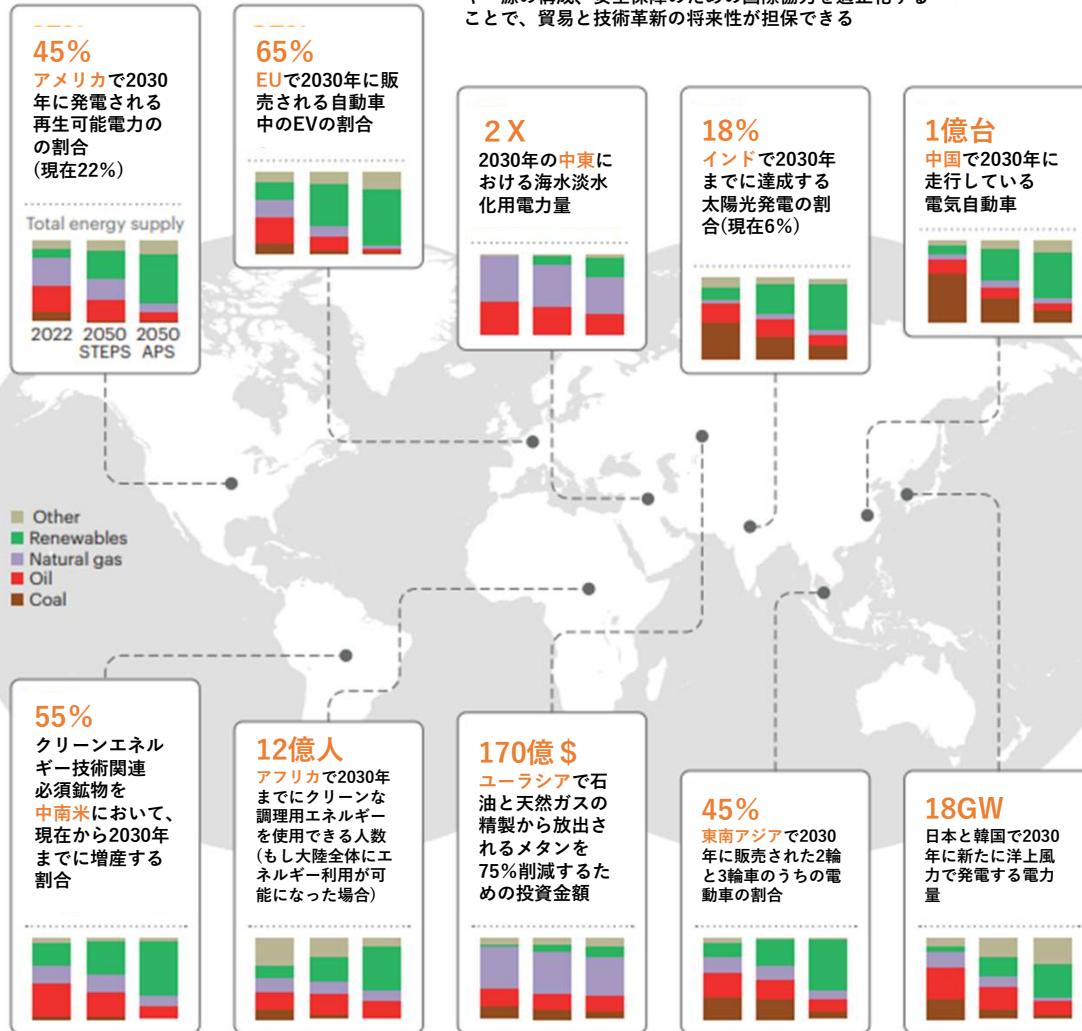 ことで、貿易と技術革新の将来性が担保できる
45%
アメリカで2030
年に発電される
再生可能電力の
の割合
(現在22%)
Total energy supply
2022 2050 2050
STEPS APS
65%
EUで2030年に販
売される自動車
中のEVの割合
2X
2030年の中東に
おける海水淡水
化用電力量
18%
インドで2030年
までに達成する
太陽光発電の割
合(現在6%)
1億台
中国で2030年に
走行している
電気自動車
Other
Renewables
Natural gas
Oil
Coal
55%
クリーンエネル
ギー技術関連
必須鉱物を
中南米において、
現在から2030年
までに増産する
割合
12億人
アフリカで2030年
までにクリーンな
調理用エネルギー
を使用できる人数
(もし大陸全体にエ
ネルギー利用が可
能になった場合)
170億$
ユーラシアで石
油と天然ガスの
精製から放出さ
れるメタンを
75%削減するた
めの投資金額
45%
東南アジアで2030
年に販売された2輪
と3輪車のうちの電
動車の割合
18GW
日本と韓国で2030
年に新たに洋上風
力で発電する電力
量